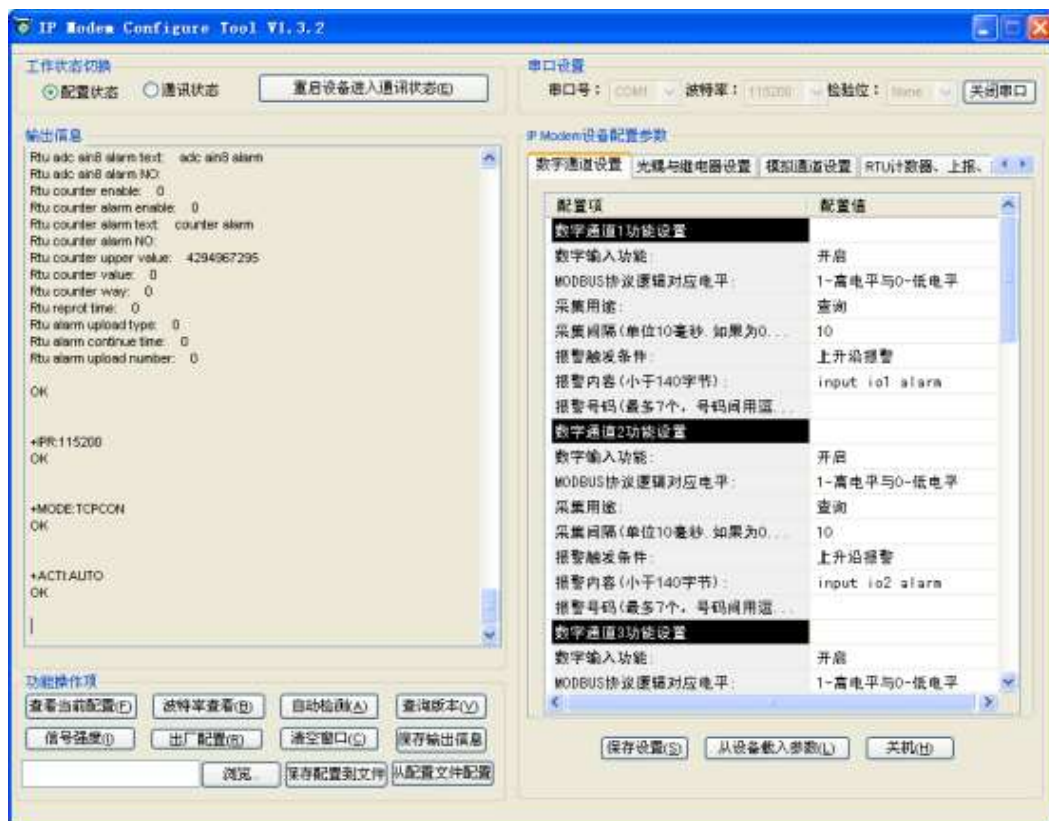 IP Modem Configure Tool V1.3.2
工作状态切换
配置状态 通讯状态 重启设备进入通讯状态(E)
串口设置
串口号： COM1 波特率： 115200 检验位： None 关闭串口
输出信息
Rtu adc ain8 alarm text: adc ain8 alarm
Rtu adc ain8 alarm NO:
Rtu counter enable: 0
Rtu counter alarm enable: 0
Rtu counter alarm text: counter alarm
Rtu counter alarm NO:
Rtu counter upper value: 4294967295
Rtu counter value: 0
Rtu counter way: 0
Rtu reprot time: 0
Rtu alarm upload type: 0
Rtu alarm continue time: 0
Rtu alarm upload number: 0
OK
+IPR:115200
OK
+MODE:TCPCON
OK
+ACTI:AUTO
OK
IP Modem设备配置参数
数字通道设置 光耦与继电器设置 模拟通道设置 RTU计数器、上报、
配置项 配置值
数字通道1功能设置
数字输入功能: 开启
MODBUS协议逻辑对应电平: 1-高电平与0-低电平
采集用途: 查询
采集间隔(单位10毫秒.如果为0... 10
报警触发条件: 上升沿报警
报警内容(小于140字节): input io1 alarm
报警号码(最多7个，号码间用逗...
数字通道2功能设置
数字输入功能: 开启
MODBUS协议逻辑对应电平: 1-高电平与0-低电平
采集用途: 查询
采集间隔(单位10毫秒.如果为0... 10
报警触发条件: 上升沿报警
报警内容(小于140字节): input io2 alarm
报警号码(最多7个，号码间用逗...
数字通道3功能设置
数字输入功能: 开启
MODBUS协议逻辑对应电平: 1-高电平与0-低电平
功能操作项
查看当前配置(P) 波特率查看(B) 自动检测(A) 查询版本(V)
信号强度(I) 出厂配置(R) 清空窗口(C) 保存输出信息
浏览... 保存配置到文件 从配置文件配置
保存设置(S) 从设备载入参数(L) 关机(H)